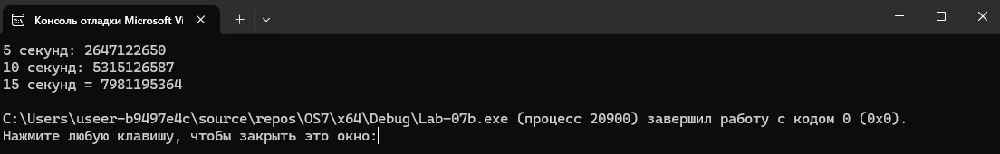 Консоль отладки Microsoft Vi
5 секунд: 2647122650
10 секунд: 5315126587
15 секунд = 7981195364
C:\Users\useer-b9497e4c\source\repos\OS7\x64\Debug\Lab-07b.exe (процесс 20900) завершил работу с кодом 0 (0x0).
Нажмите любую клавишу, чтобы закрыть это окно: